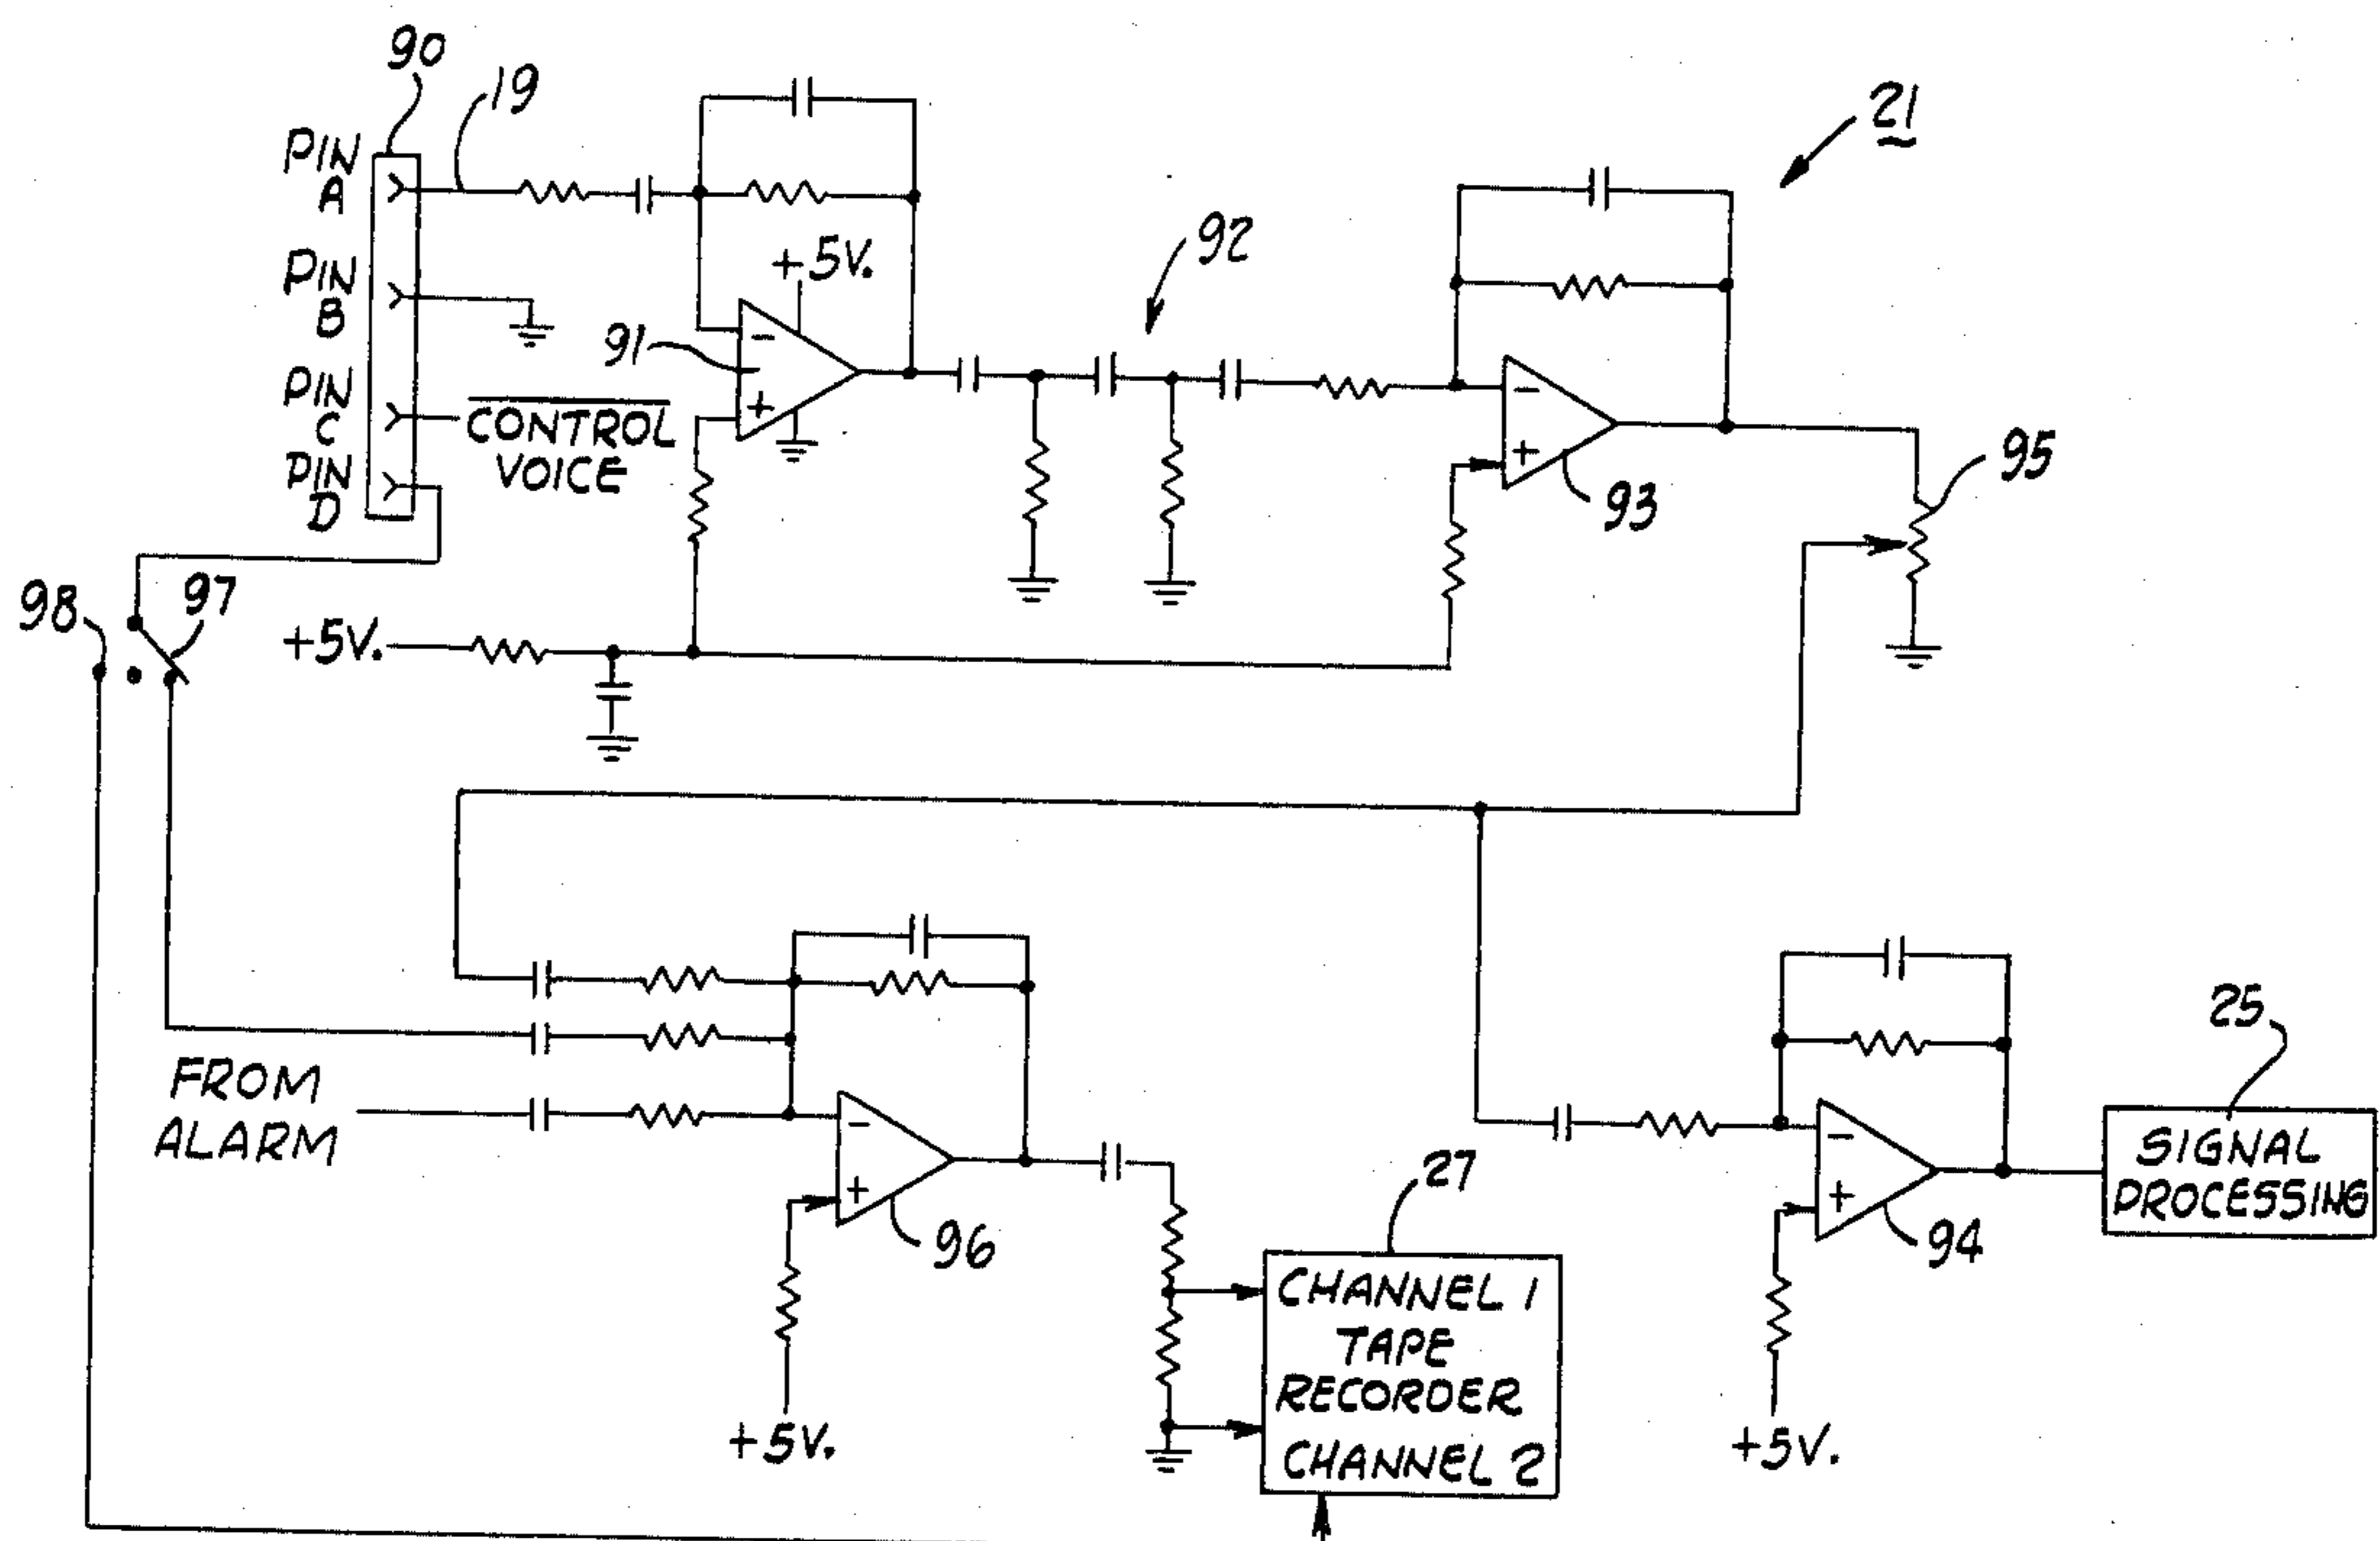 90
19
PIN
A
PIN
B
PIN
C
PIN
D
CONTROL
VOICE
+5V.
91
-
+
92
21
-
+
93
95
98
97
+5V.
FROM
ALARM
-
+
96
+5V.
27
CHANNEL 1
TAPE
RECORDER
CHANNEL 2
-
+
94
+5V.
25
SIGNAL
PROCESSING